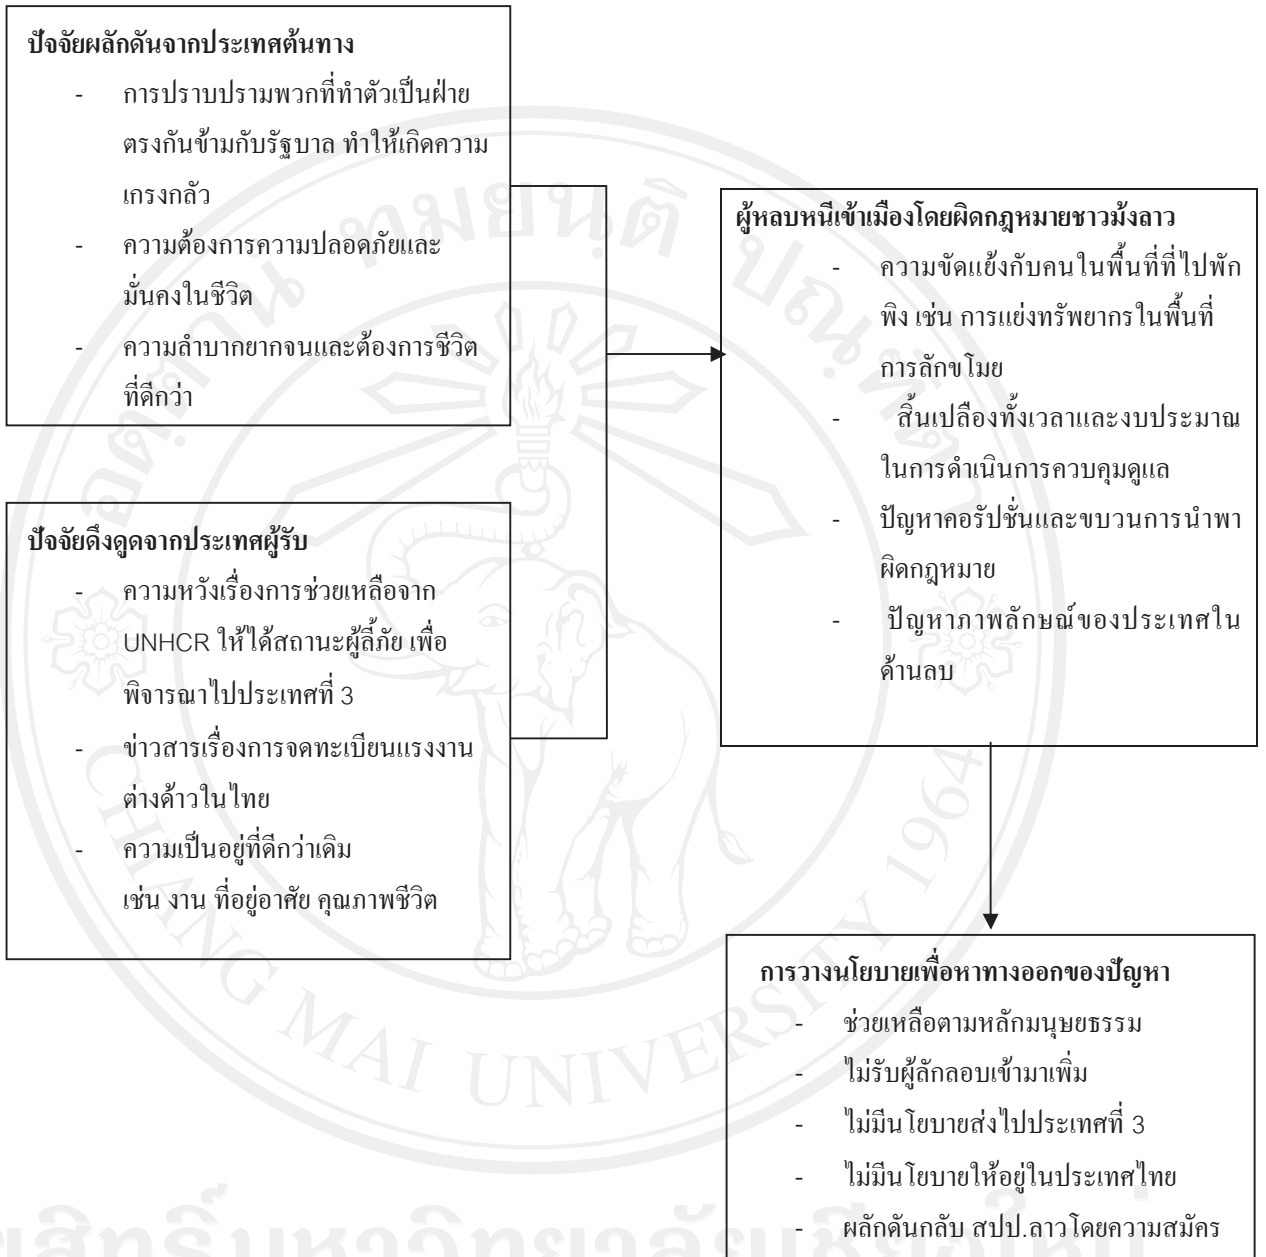 ปัจจัยผลักดันจากประเทศต้นทาง
- การปราบปรามพวกที่ทำตัวเป็นฝ่าย
ตรงกันข้ามกับรัฐบาล ทำให้เกิดความ
เกรงกลัว
- ความต้องการความปลอดภัยและ
มั่นคงในชีวิต
- ความลำบากยากจนและต้องการชีวิต
ที่ดีกว่า
ปัจจัยดึงดูดจากประเทศผู้รับ
- ความหวังเรื่องการช่วยเหลือจาก
UNHCR ให้ได้สถานะผู้ลี้ภัย เพื่อ
พิจารณาไปประเทศที่ 3
- ข่าวสารเรื่องการจดทะเบียนแรงงาน
ต่างด้าวในไทย
- ความเป็นอยู่ที่ดีกว่าเดิม
เช่น งาน ที่อยู่อาศัย คุณภาพชีวิต
ผู้หลบหนีเข้าเมืองโดยผิดกฎหมายชาวม้งลาว
- ความขัดแย้งกับคนในพื้นที่ที่ไปพัก
พิง เช่น การแย่งทรัพยากรในพื้นที่
การลักขโมย
- สิ้นเปลืองทั้งเวลาและงบประมาณ
ในการดำเนินการควบคุมดูแล
- ปัญหาคอรัปชั่นและขบวนการนำพา
ผิดกฎหมาย
- ปัญหาภาพลักษณ์ของประเทศใน
ด้านลบ
การวางนโยบายเพื่อหาทางออกของปัญหา
- ช่วยเหลือตามหลักมนุษยธรรม
- ไม่รับผู้ลักลอบเข้ามาเพิ่ม
- ไม่มีนโยบายส่งไปประเทศที่ 3
- ไม่มีนโยบายให้อยู่ในประเทศไทย
- ผลักดันกลับ สปป.ลาวโดยความสมัคร
อตฺตานํ ทมยนฺติ ปณฺฑิตา
CHIANG MAI UNIVERSITY 1964